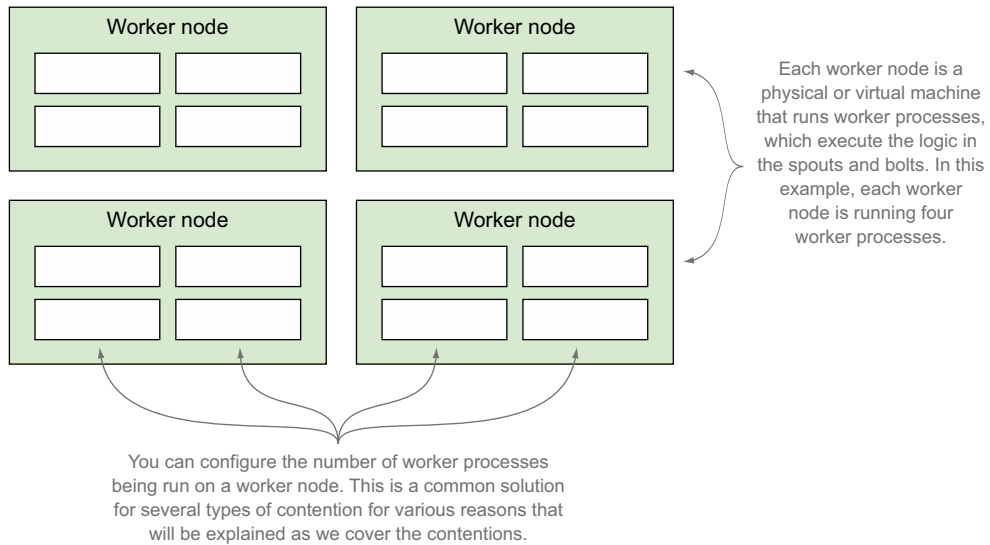 Worker node
Worker node
Each worker node is a
physical or virtual machine
that runs worker processes,
which execute the logic in
the spouts and bolts. In this
example, each worker
node is running four
worker processes.
Worker node
Worker node
You can configure the number of worker processes
being run on a worker node. This is a common solution
for several types of contention for various reasons that
will be explained as we cover the contentions.